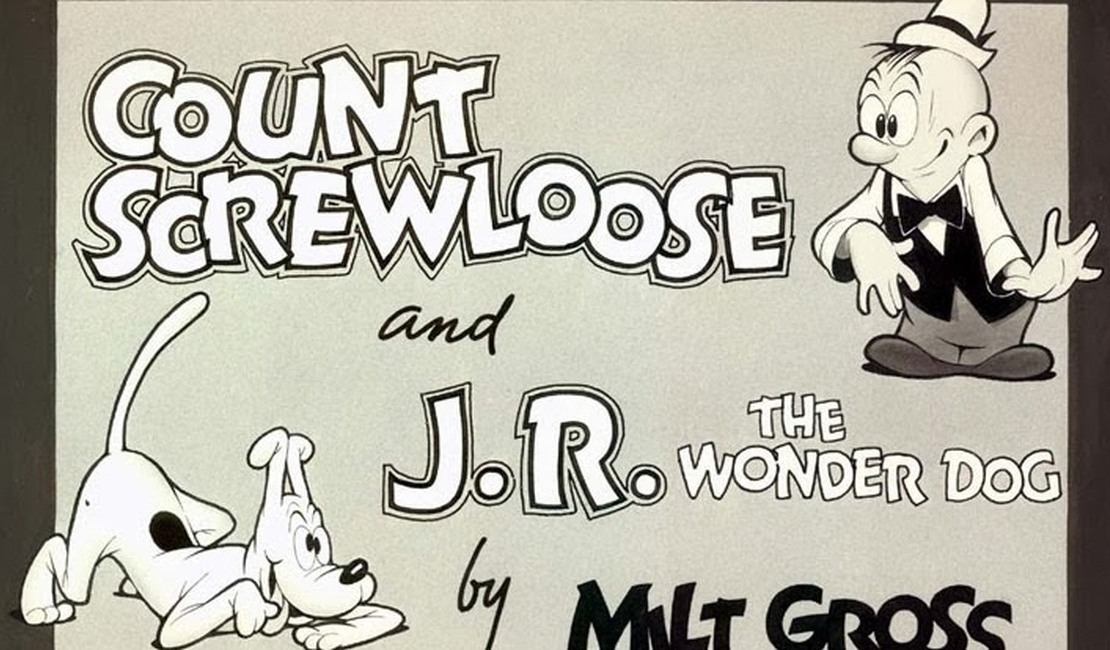 COUNT
SCREWLOOSE
and
J.R. THE
WONDER DOG
by MILT GROSS